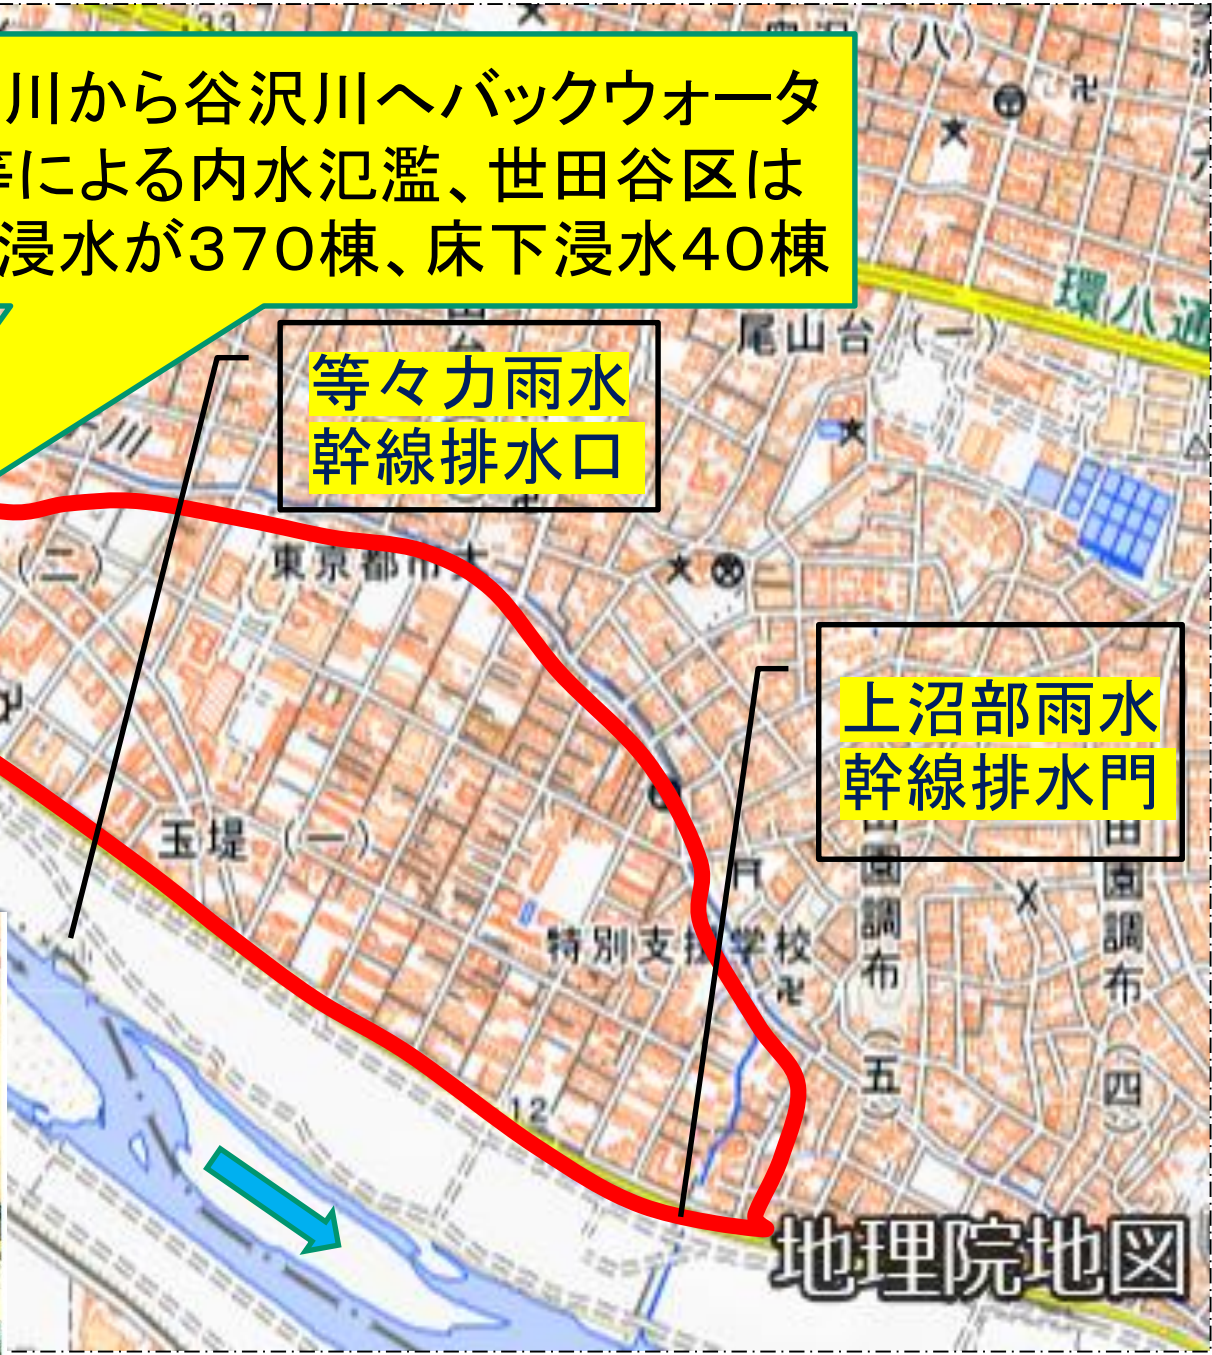 川から谷沢川へバックウォータ
等による内水氾濫、世田谷区は
浸水が370棟、床下浸水40棟
(八)
環八通
尾山台 (一)
等々力雨水
幹線排水口
(二)
東京都市大
上沼部雨水
幹線排水門
玉堤 (一)
特別支援学校
田園調布(五)
田園調布(四)
12
地理院地図